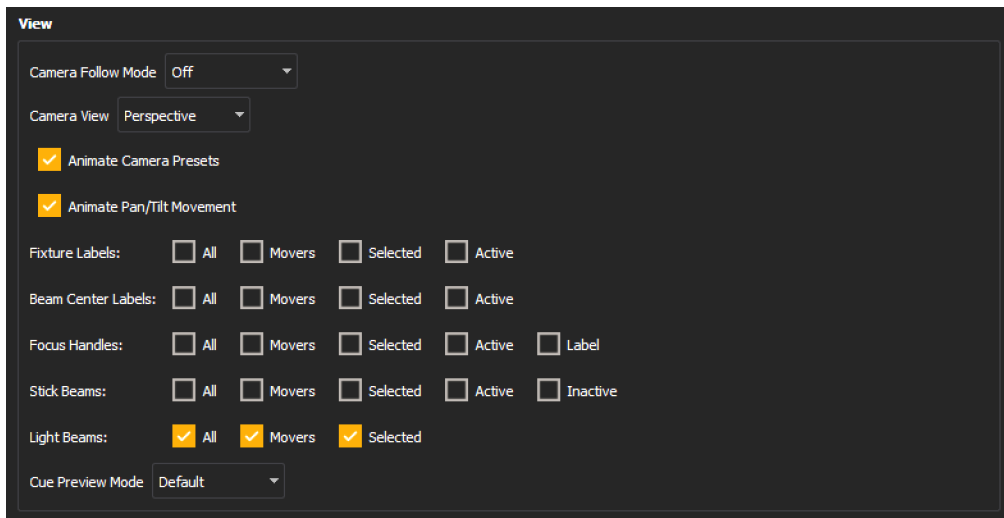 View
Camera Follow Mode Off
Camera View Perspective
Animate Camera Presets
Animate Pan/Tilt Movement
Fixture Labels: All Movers Selected Active
Beam Center Labels: All Movers Selected Active
Focus Handles: All Movers Selected Active Label
Stick Beams: All Movers Selected Active Inactive
Light Beams: All Movers Selected
Cue Preview Mode Default